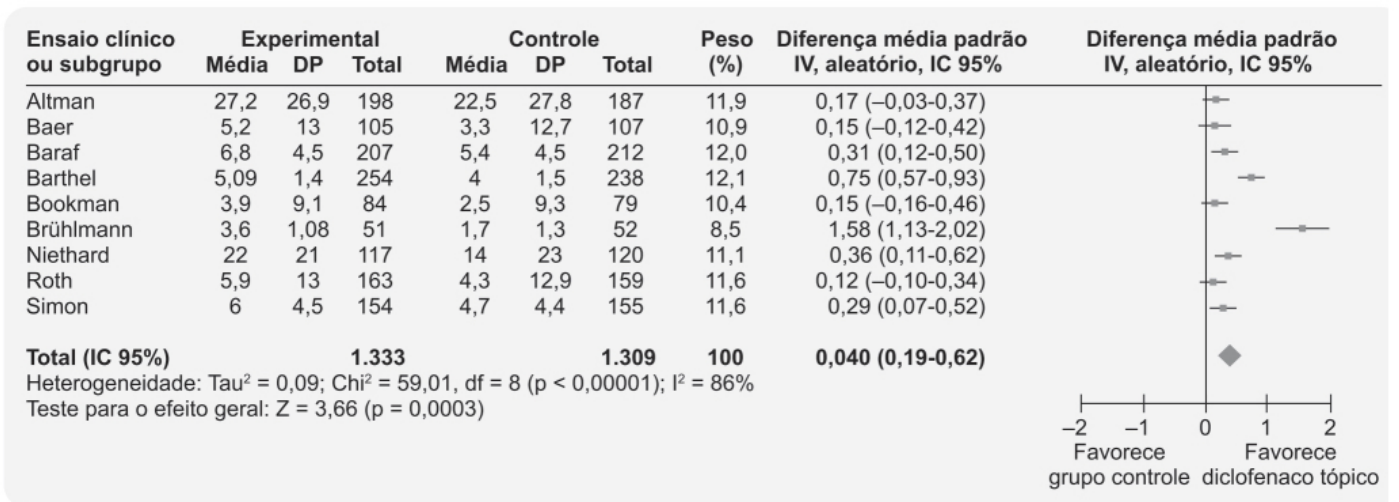 Ensaio clínico Experimental Controle Peso Diferença média padrão Diferença média padrão
ou subgrupo Média DP Total Média DP Total (%) IV, aleatório, IC 95% IV, aleatório, IC 95%
Altman 27,2 26,9 198 22,5 27,8 187 11,9 0,17 (–0,03-0,37)
Baer 5,2 13 105 3,3 12,7 107 10,9 0,15 (–0,12-0,42)
Baraf 6,8 4,5 207 5,4 4,5 212 12,0 0,31 (0,12-0,50)
Barthel 5,09 1,4 254 4 1,5 238 12,1 0,75 (0,57-0,93)
Bookman 3,9 9,1 84 2,5 9,3 79 10,4 0,15 (–0,16-0,46)
Brühlmann 3,6 1,08 51 1,7 1,3 52 8,5 1,58 (1,13-2,02)
Niethard 22 21 117 14 23 120 11,1 0,36 (0,11-0,62)
Roth 5,9 13 163 4,3 12,9 159 11,6 0,12 (–0,10-0,34)
Simon 6 4,5 154 4,7 4,4 155 11,6 0,29 (0,07-0,52)
Total (IC 95%) 1.333 1.309 100 0,040 (0,19-0,62)
Heterogeneidade: Tau² = 0,09; Chi² = 59,01, df = 8 (p < 0,00001); I² = 86%
Teste para o efeito geral: Z = 3,66 (p = 0,0003)
–2 –1 0 1 2
Favorece Favorece
grupo controle diclofenaco tópico